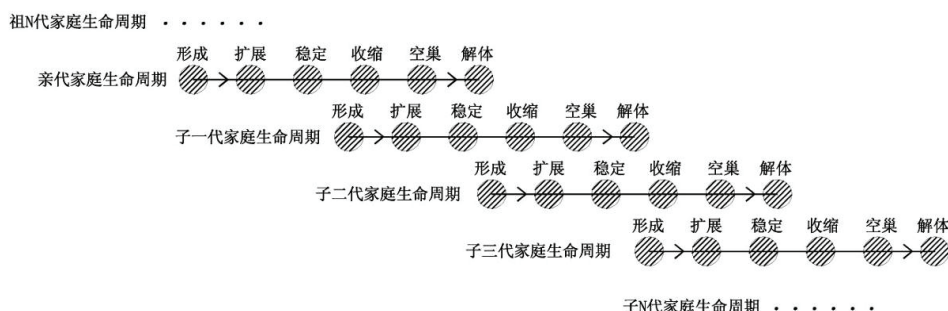 祖N代家庭生命周期 · · · · · ·
形成 扩展 稳定 收缩 空巢 解体
亲代家庭生命周期
形成 扩展 稳定 收缩 空巢 解体
子一代家庭生命周期
形成 扩展 稳定 收缩 空巢 解体
子二代家庭生命周期
形成 扩展 稳定 收缩 空巢 解体
子三代家庭生命周期
子N代家庭生命周期 · · · · · ·